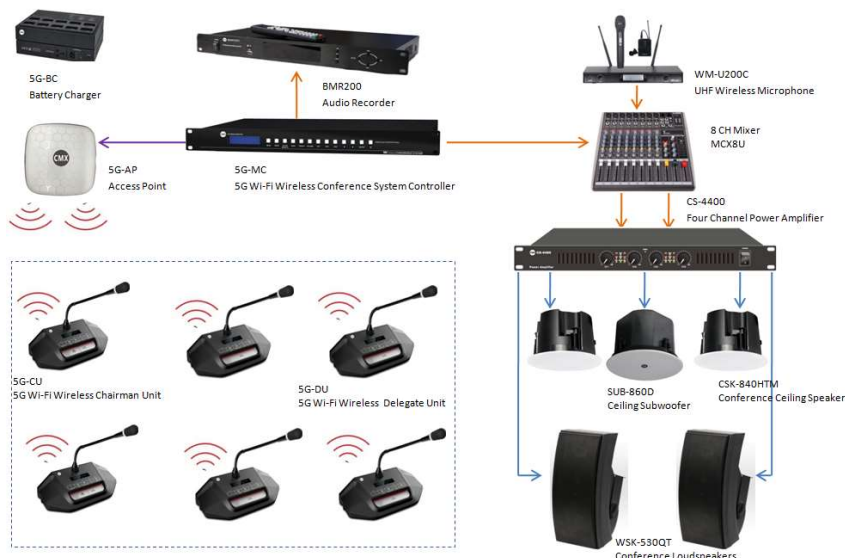 5G-BC
Battery Charger
BMR200
Audio Recorder
WM-U200C
UHF Wireless Microphone
CMX
5G-AP
Access Point
5G-MC
5G Wi-Fi Wireless Conference System Controller
8 CH Mixer
MCX8U
CS-4400
Four Channel Power Amplifier
5G-CU
5G Wi-Fi Wireless Chairman Unit
5G-DU
5G Wi-Fi Wireless Delegate Unit
SUB-860D
Ceiling Subwoofer
CSK-840HTM
Conference Ceiling Speaker
WSK-530QT
Conference Loudspeakers